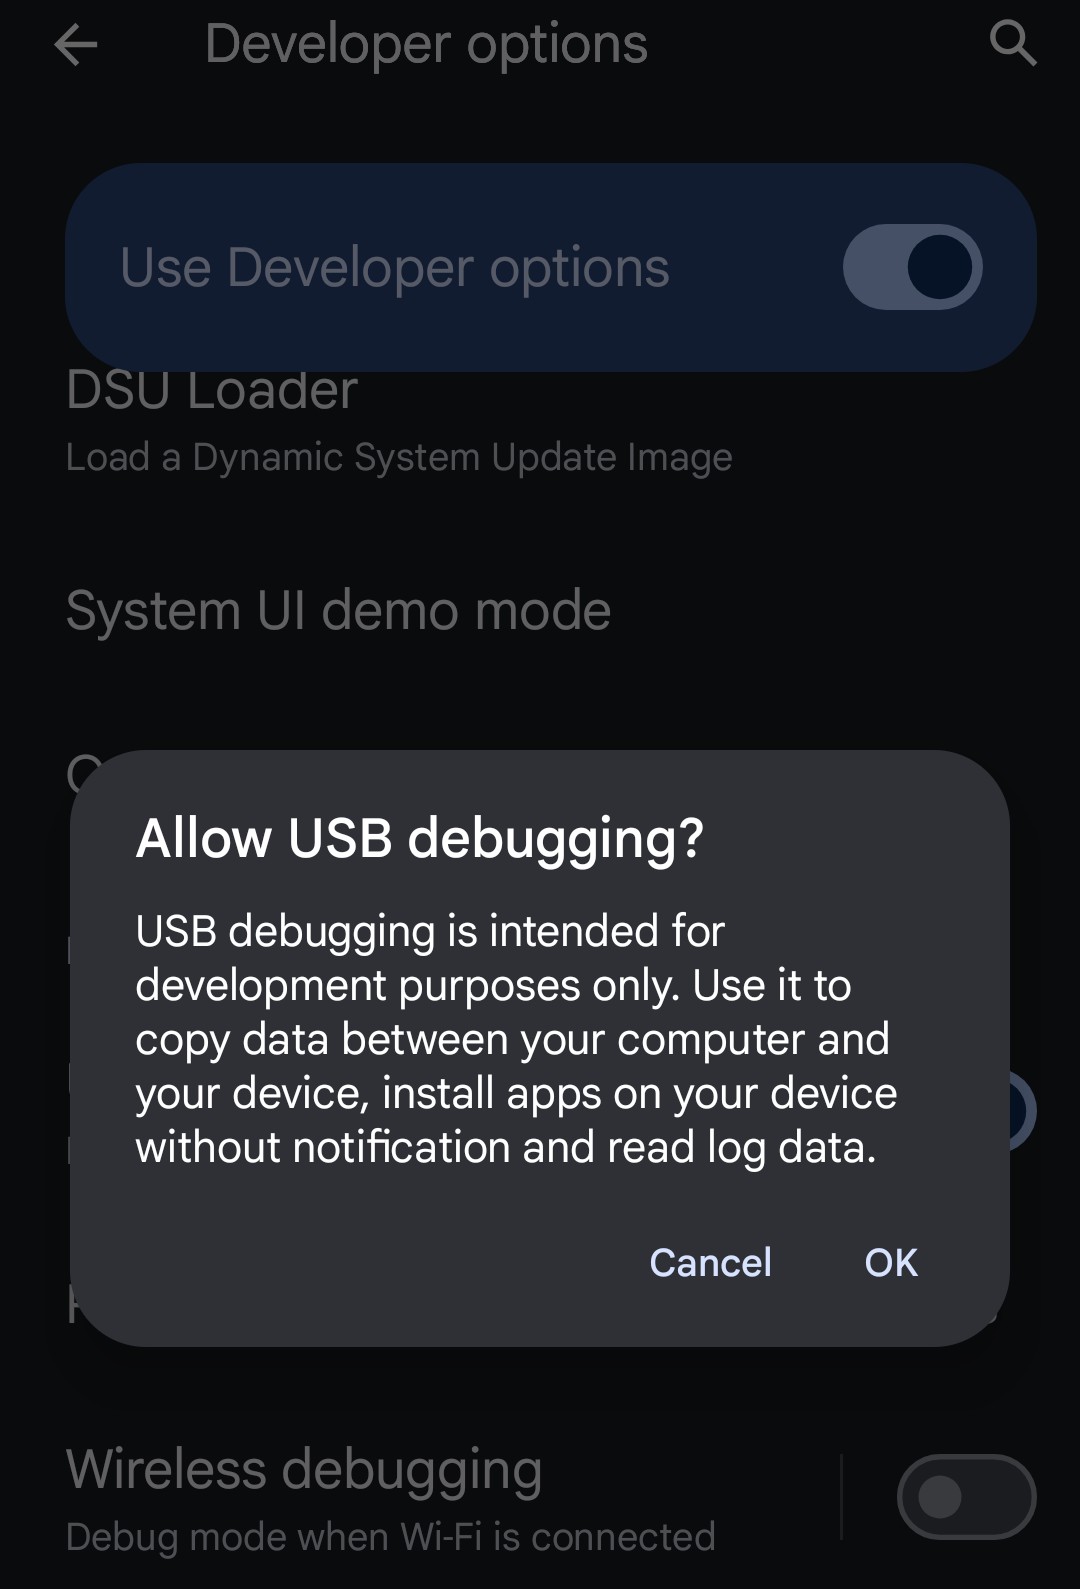 Developer options
Use Developer options
DSU Loader
Load a Dynamic System Update Image
System UI demo mode
Allow USB debugging?
USB debugging is intended for
development purposes only. Use it to
copy data between your computer and
your device, install apps on your device
without notification and read log data.
Cancel
OK
Wireless debugging
Debug mode when Wi-Fi is connected